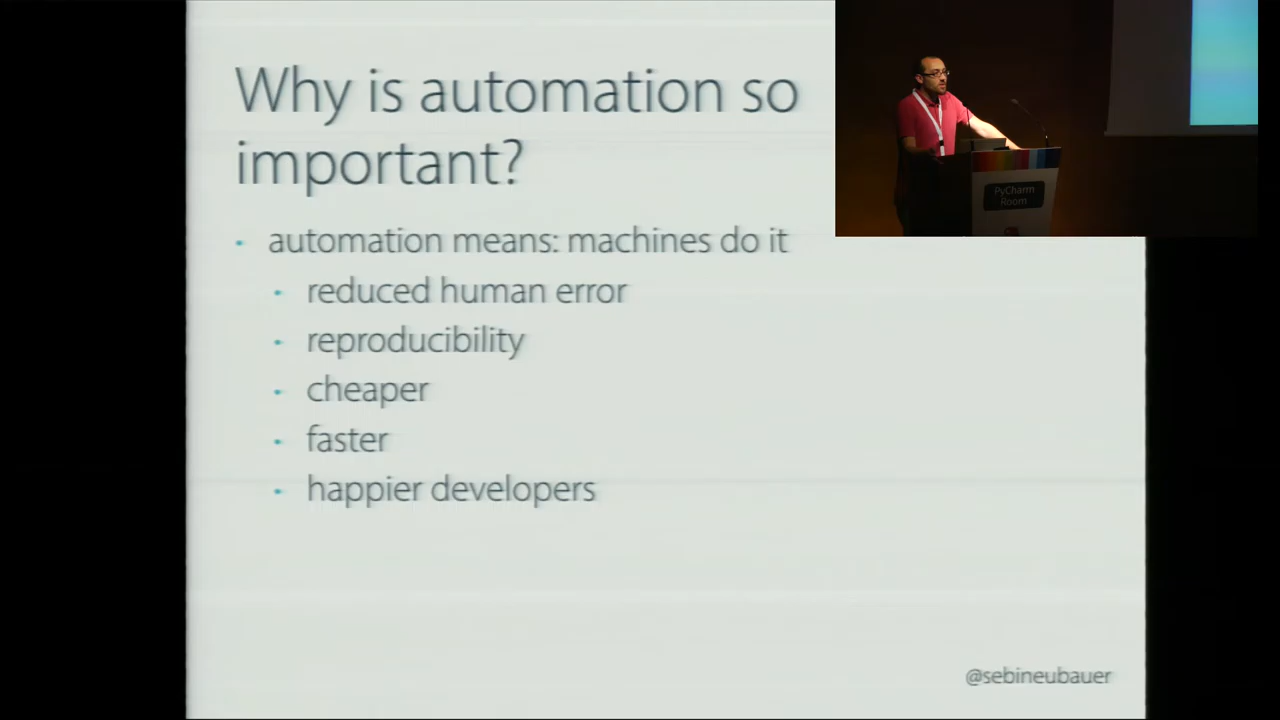 Why is automation so
important?
• automation means: machines do it
• reduced human error
• reproducibility
• cheaper
• faster
• happier developers
@sebineubauer
PyCharm
Room